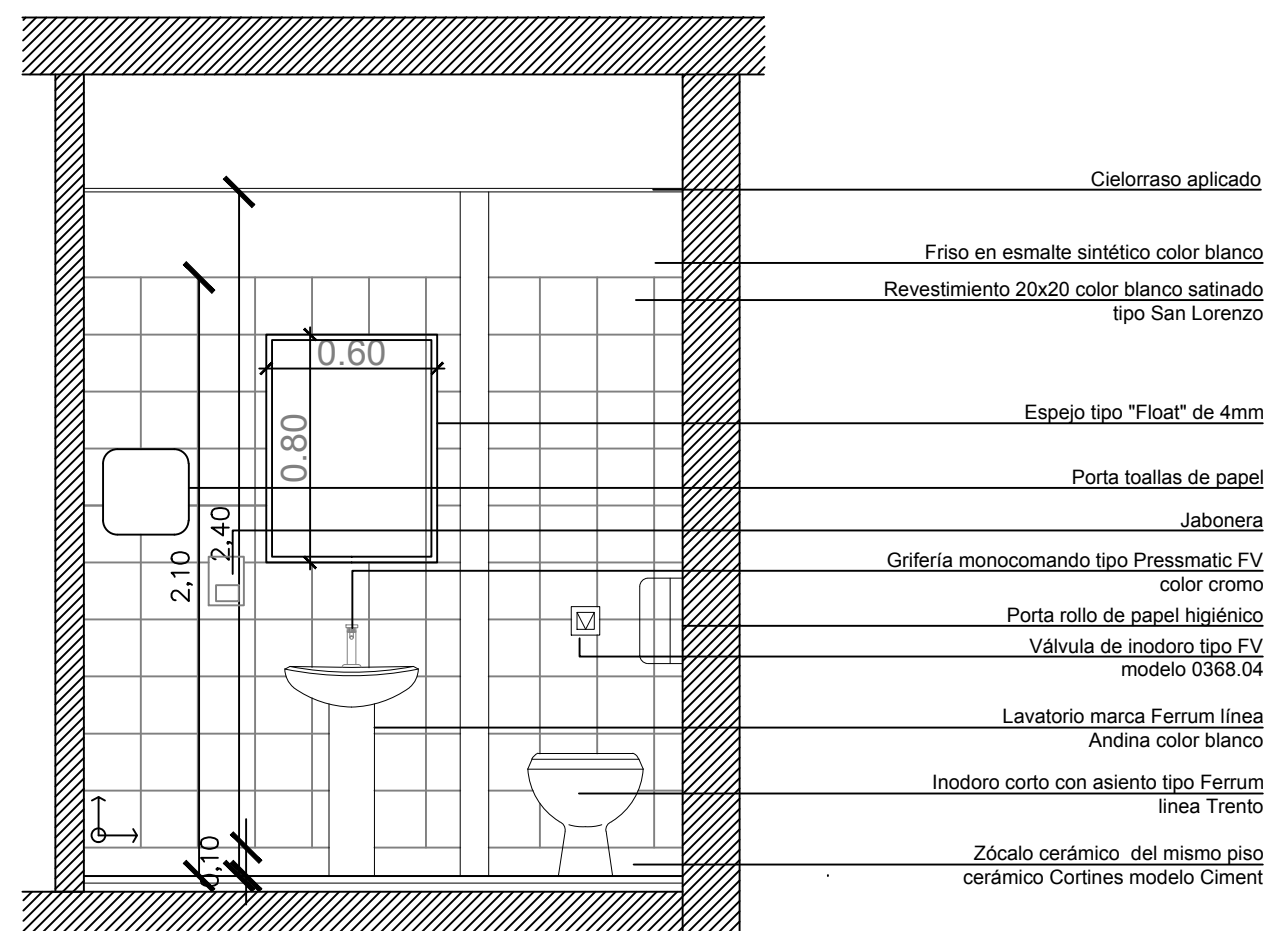 Cielorraso aplicado
Friso en esmalte sintético color blanco
Revestimiento 20x20 color blanco satinado
tipo San Lorenzo
0.60
Espejo tipo "Float" de 4mm
0.80
Porta toallas de papel
Jabonera
2,40
2,10
Grifería monocomando tipo Pressmatic FV
color cromo
Porta rollo de papel higiénico
Válvula de inodoro tipo FV
modelo 0368.04
Lavatorio marca Ferrum línea
Andina color blanco
Inodoro corto con asiento tipo Ferrum
linea Trento
0,10
Zócalo cerámico del mismo piso
cerámico Cortines modelo Ciment